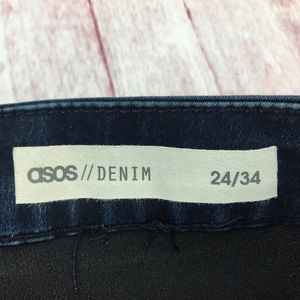 asos // DENIM 24/34